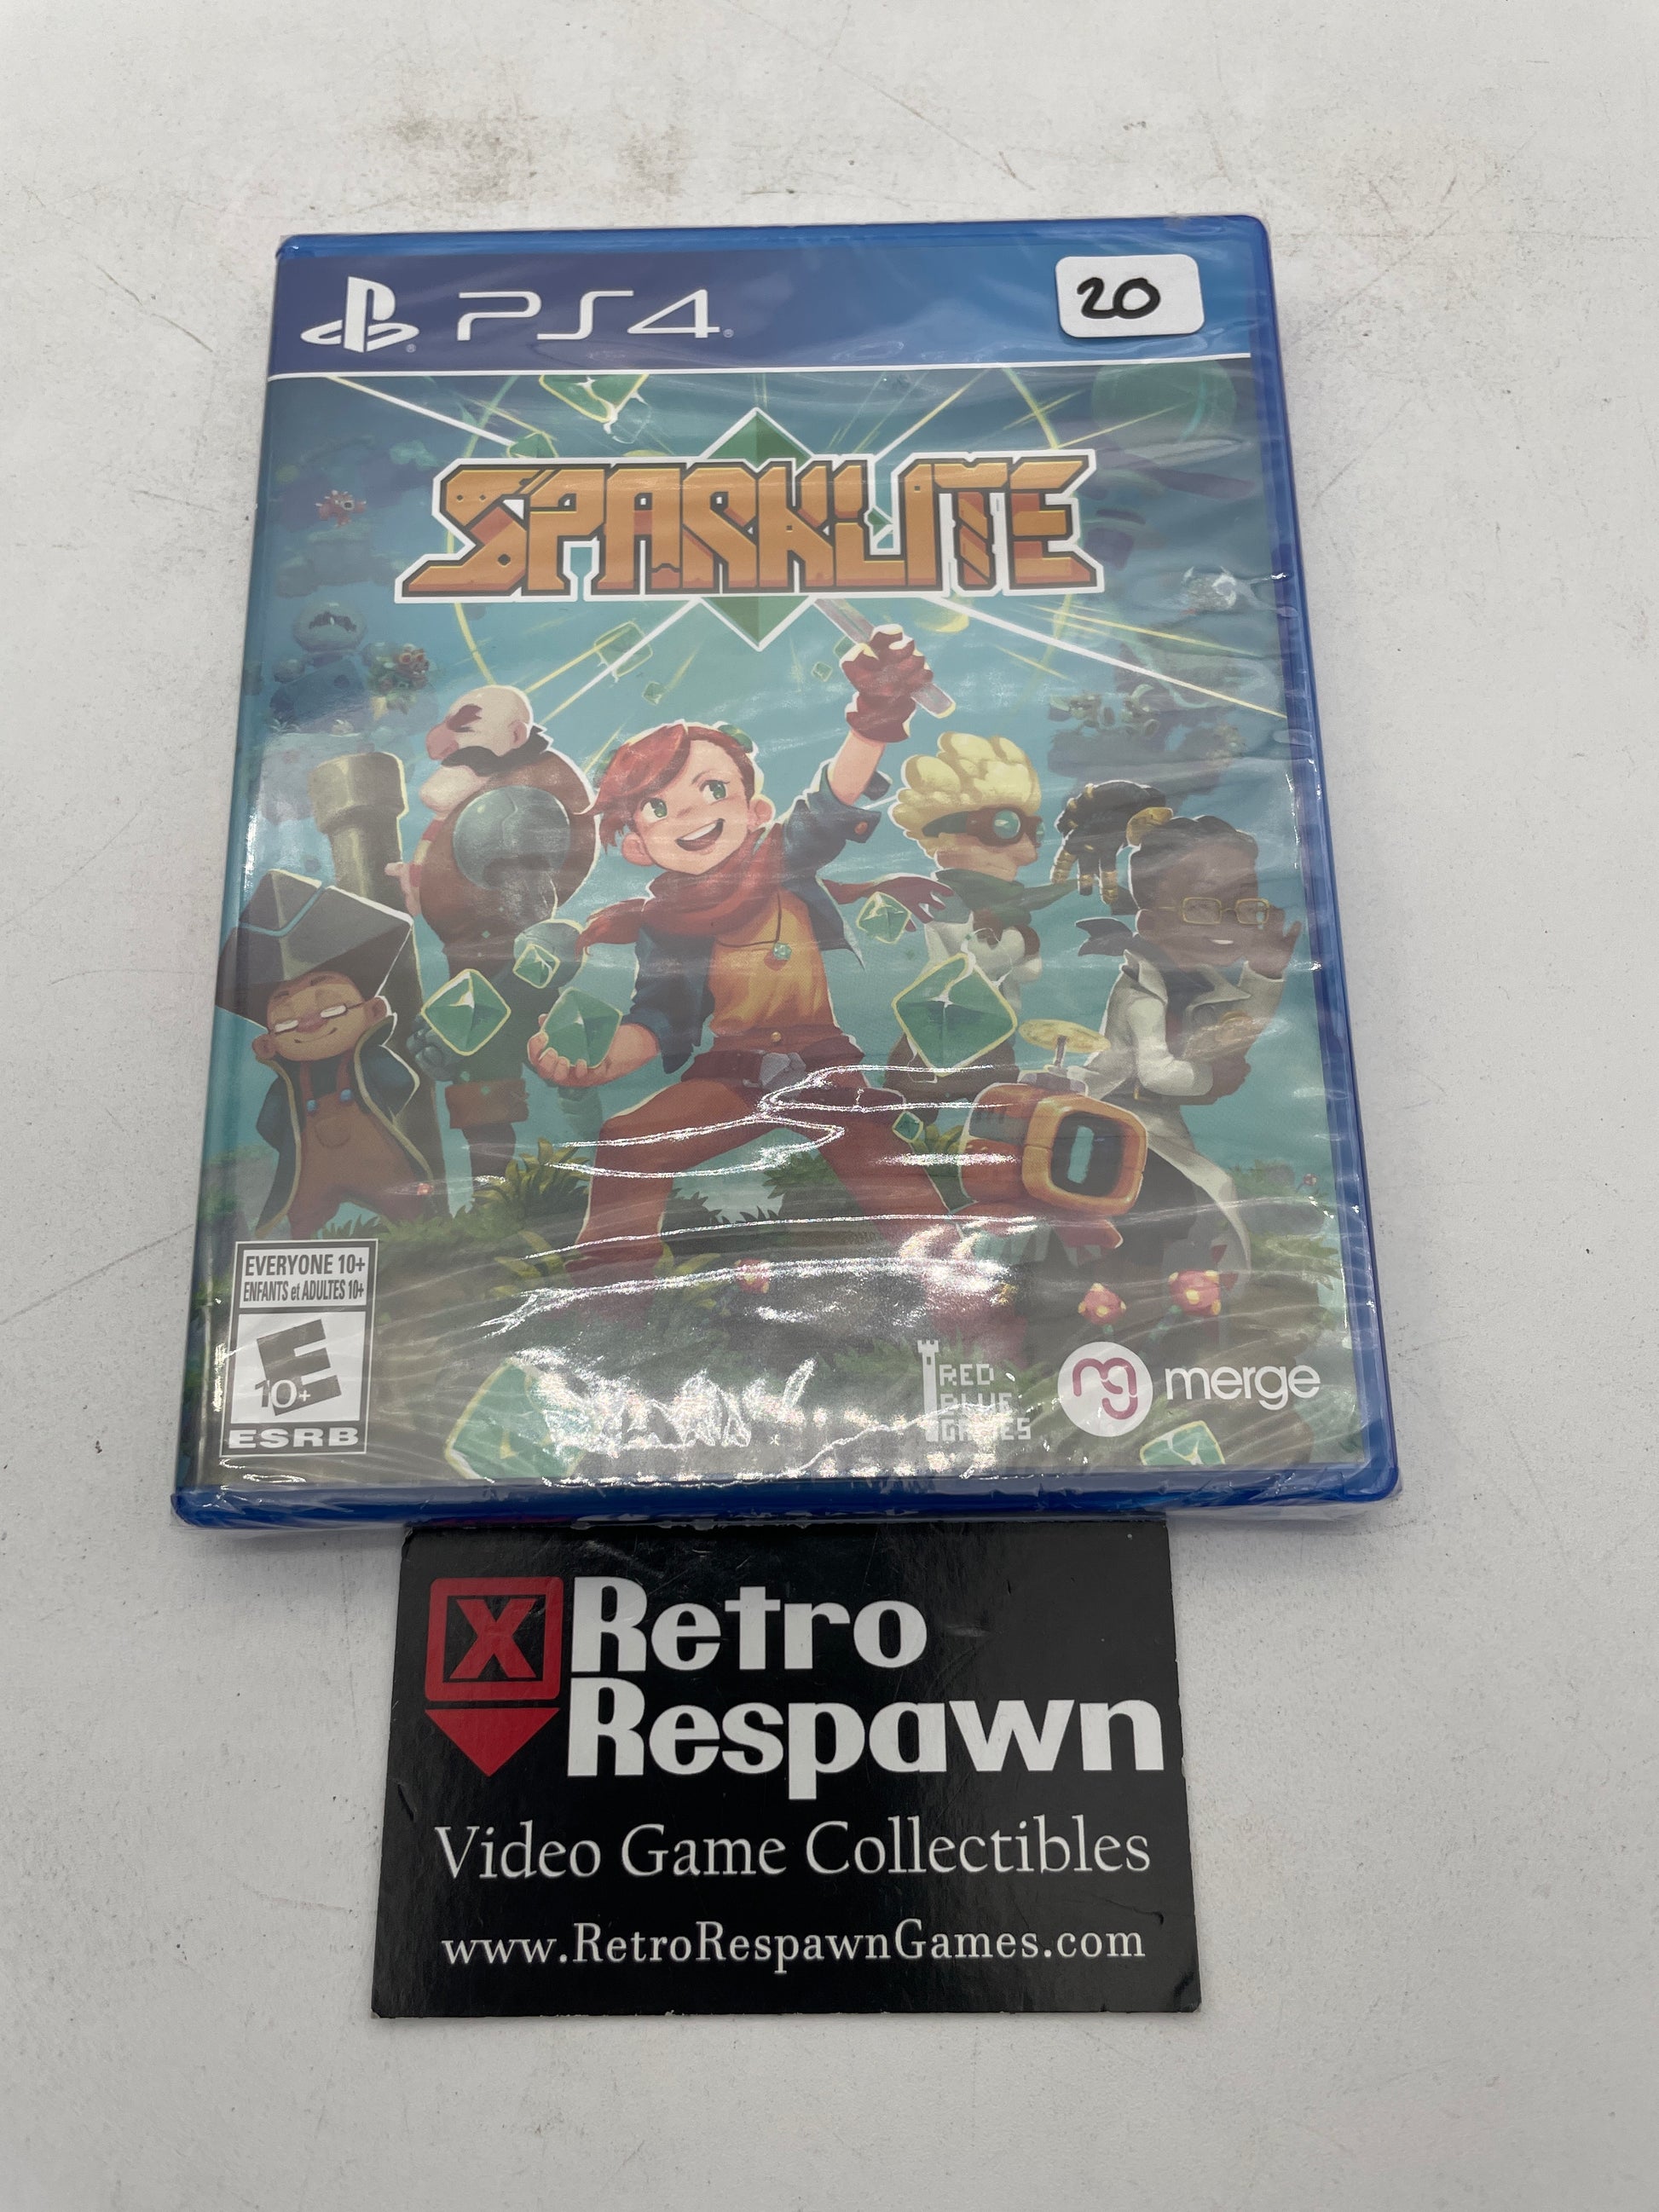 PS4
20
SPARKLITE
EVERYONE 10+
ENFANTS et ADULTES 10+
E
10+
ESRB
RED
BLUE
GAMES
mg merge
X Retro
Respawn
Video Game Collectibles
www.RetroRespawnGames.com